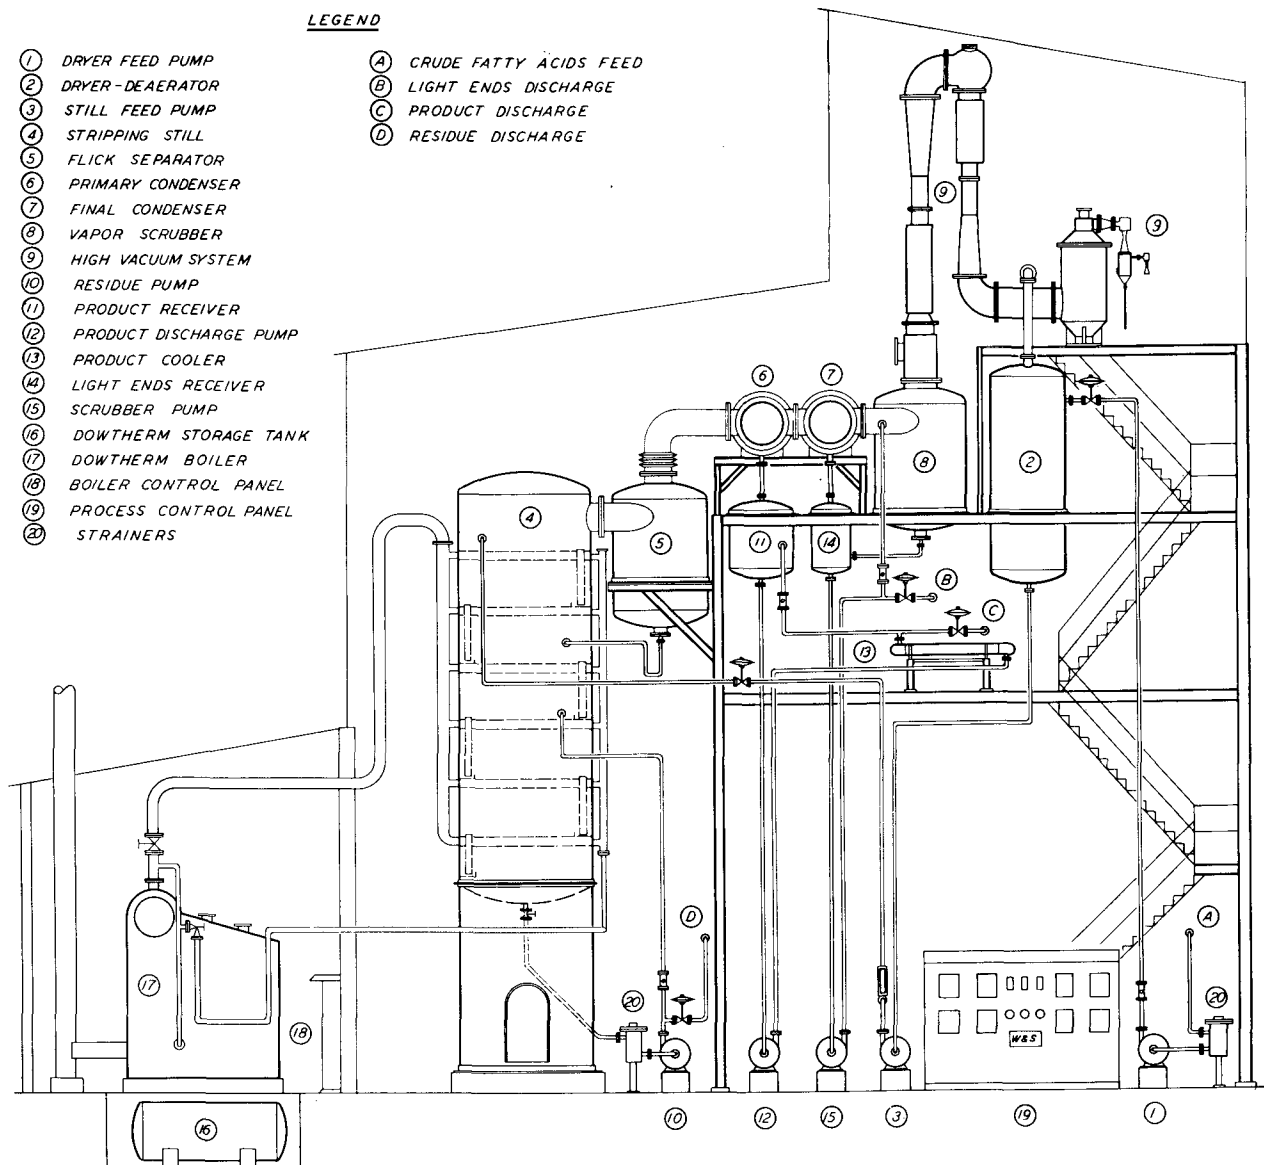 LEGEND
1 DRYER FEED PUMP
2 DRYER-DEAERATOR
3 STILL FEED PUMP
4 STRIPPING STILL
5 FLICK SEPARATOR
6 PRIMARY CONDENSER
7 FINAL CONDENSER
8 VAPOR SCRUBBER
9 HIGH VACUUM SYSTEM
10 RESIDUE PUMP
11 PRODUCT RECEIVER
12 PRODUCT DISCHARGE PUMP
13 PRODUCT COOLER
14 LIGHT ENDS RECEIVER
15 SCRUBBER PUMP
16 DOWTHERM STORAGE TANK
17 DOWTHERM BOILER
18 BOILER CONTROL PANEL
19 PROCESS CONTROL PANEL
20 STRAINERS
A CRUDE FATTY ACIDS FEED
B LIGHT ENDS DISCHARGE
C PRODUCT DISCHARGE
D RESIDUE DISCHARGE
9
9
6
7
8
2
4
5
11
14
B
C
13
D
A
17
18
20
20
W&S
16
10
12
15
3
19
1